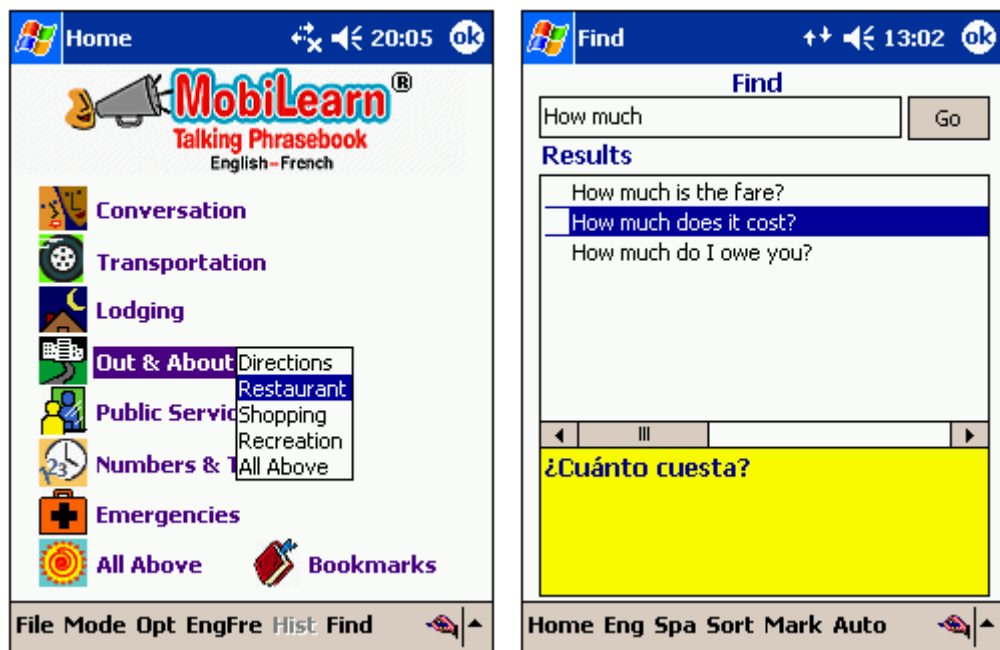 Home 20:05 ok
MobiLearn®
Talking Phrasebook
English-French
Conversation
Transportation
Lodging
Out & About
Directions
Restaurant
Shopping
Recreation
All Above
Public Servic
Numbers & T
Emergencies
All Above Bookmarks
File Mode Opt EngFre Hist Find
Find 13:02 ok
Find
How much Go
Results
How much is the fare?
How much does it cost?
How much do I owe you?
¿Cuánto cuesta?
Home Eng Spa Sort Mark Auto